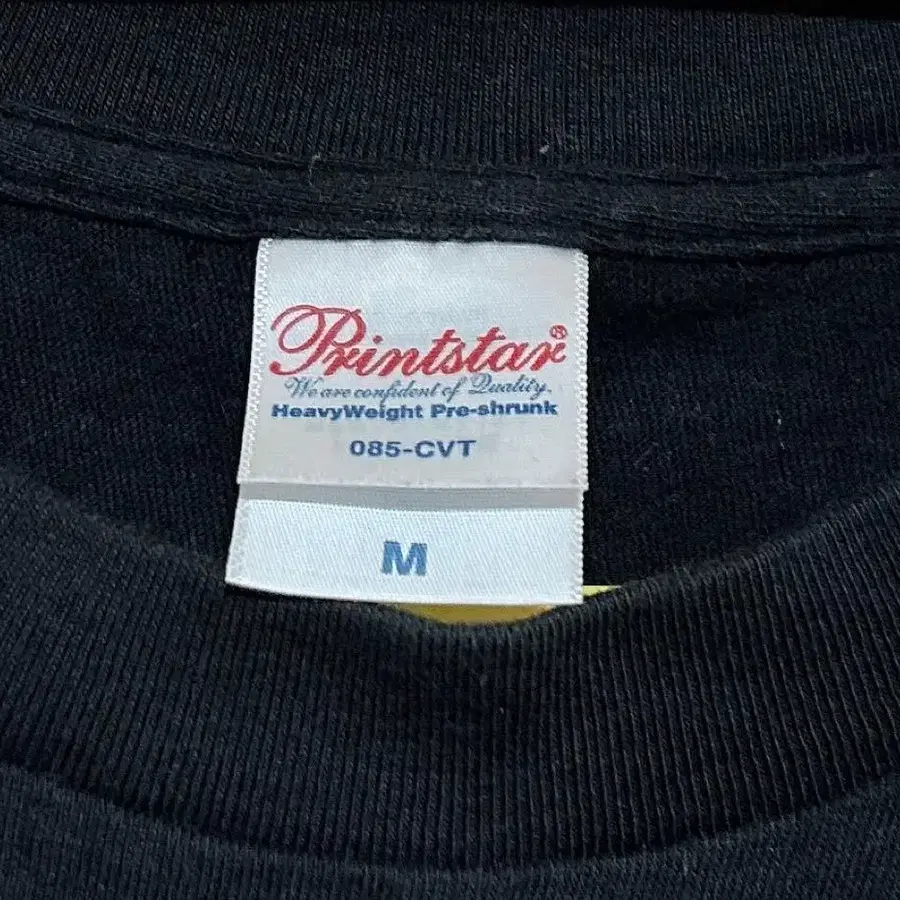 Printstar®
We are confident of Quality.
HeavyWeight Pre-shrunk
085-CVT
M